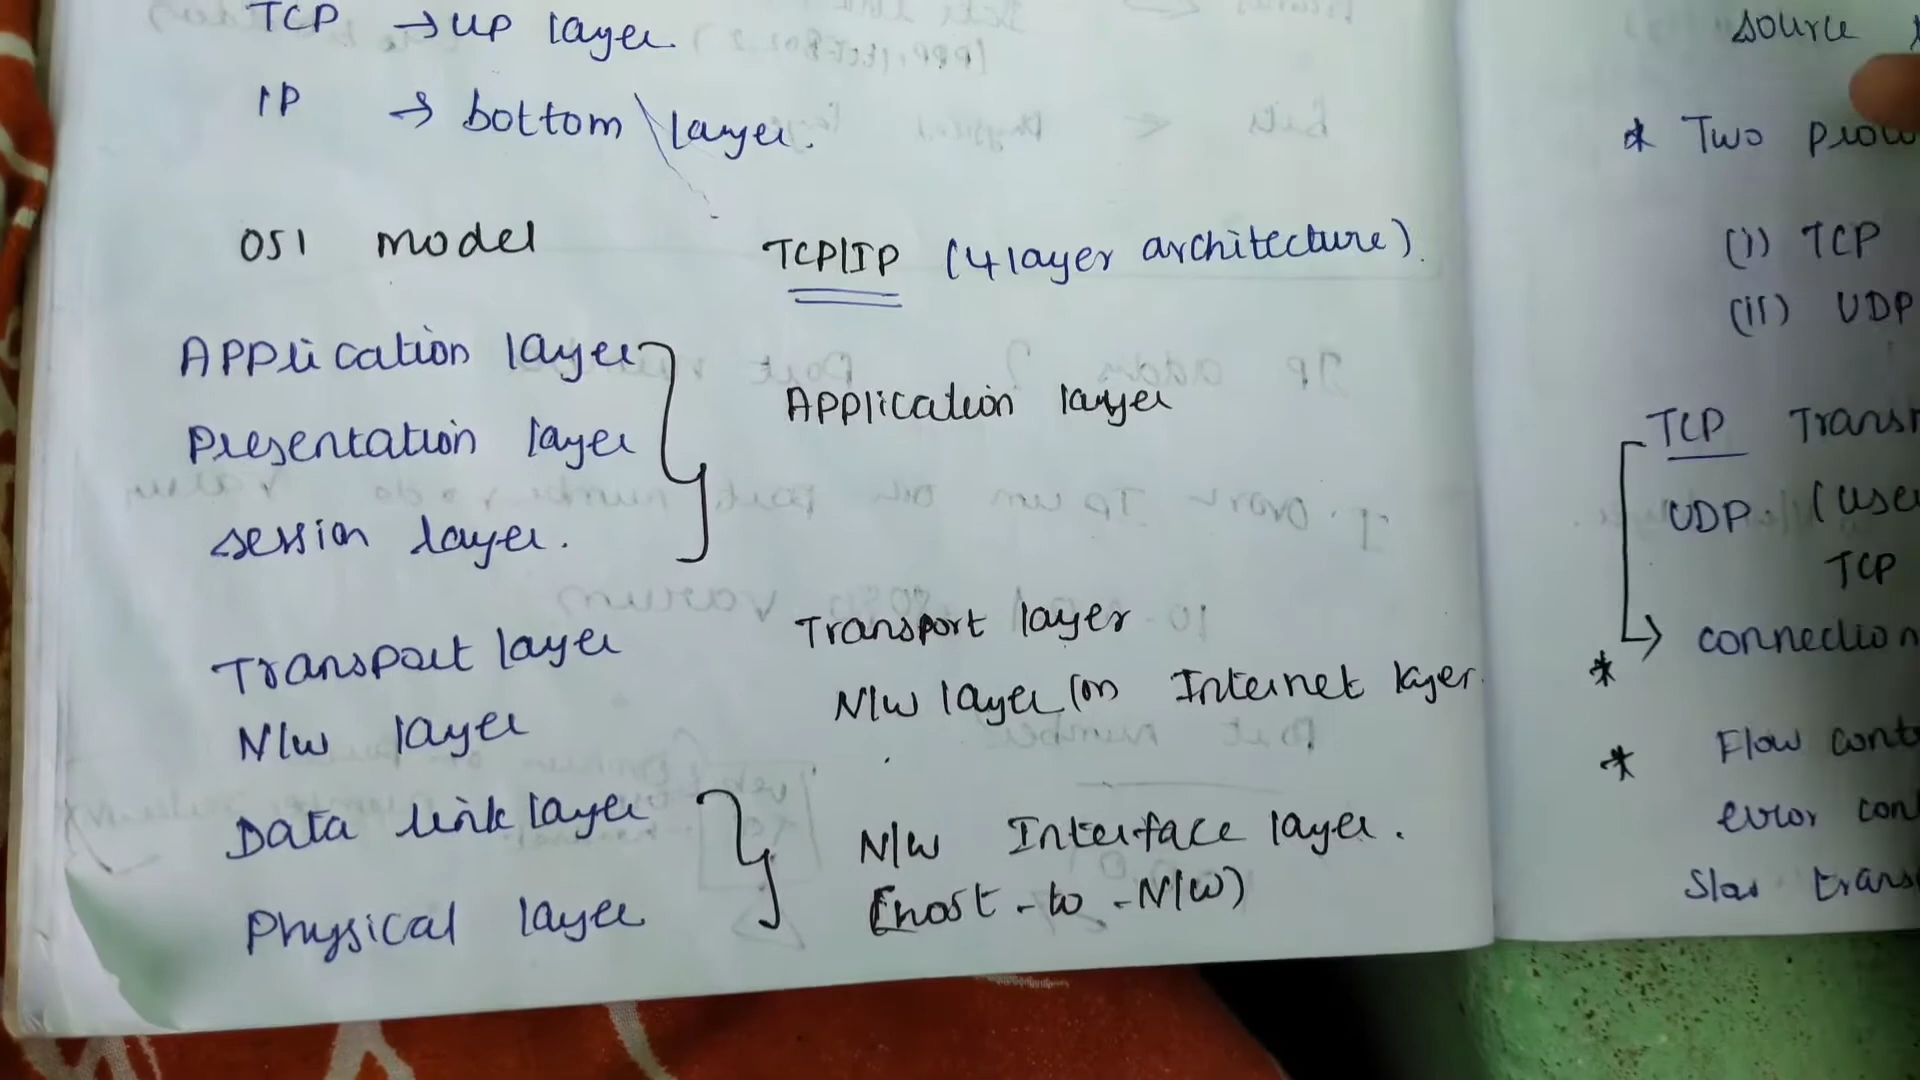 TCP → up layer.
IP → bottom layer.
OSI model
TCP/IP (4 layer architecture).
Application layer
Presentation layer
session layer.
Application layer
Transport layer
Transport layer
N/w layer
N/w layer (or) Internet layer.
Data link layer
Physical layer
N/w Interface layer.
(host-to-N/w)
source
* Two
(i) TCP
(ii) UDP
TCP
UDP
TCP
connection
*
* Flow
error
Slow